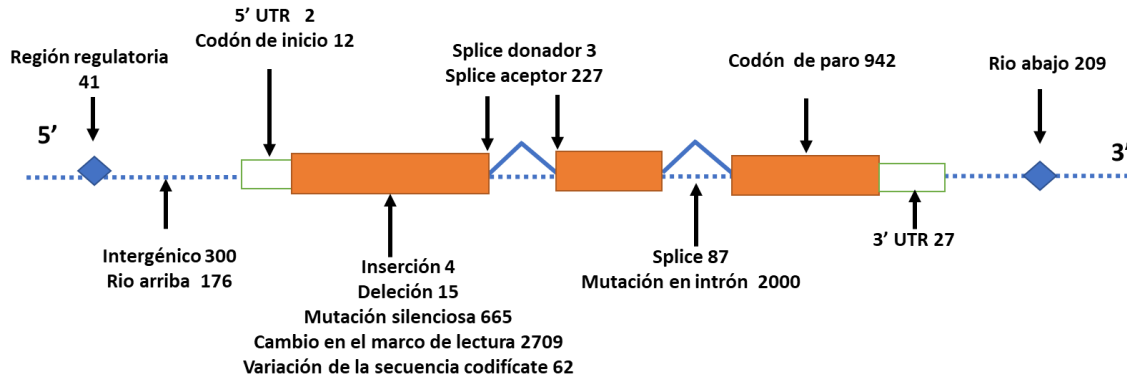 5’ UTR 2
Codón de inicio 12
Región regulatoria
41
Splice donador 3
Splice aceptor 227
Codón de paro 942
Rio abajo 209
5’
3’
Intergénico 300
Rio arriba 176
Inserción 4
Deleción 15
Mutación silenciosa 665
Cambio en el marco de lectura 2709
Variación de la secuencia codifícate 62
Splice 87
Mutación en intrón 2000
3’ UTR 27